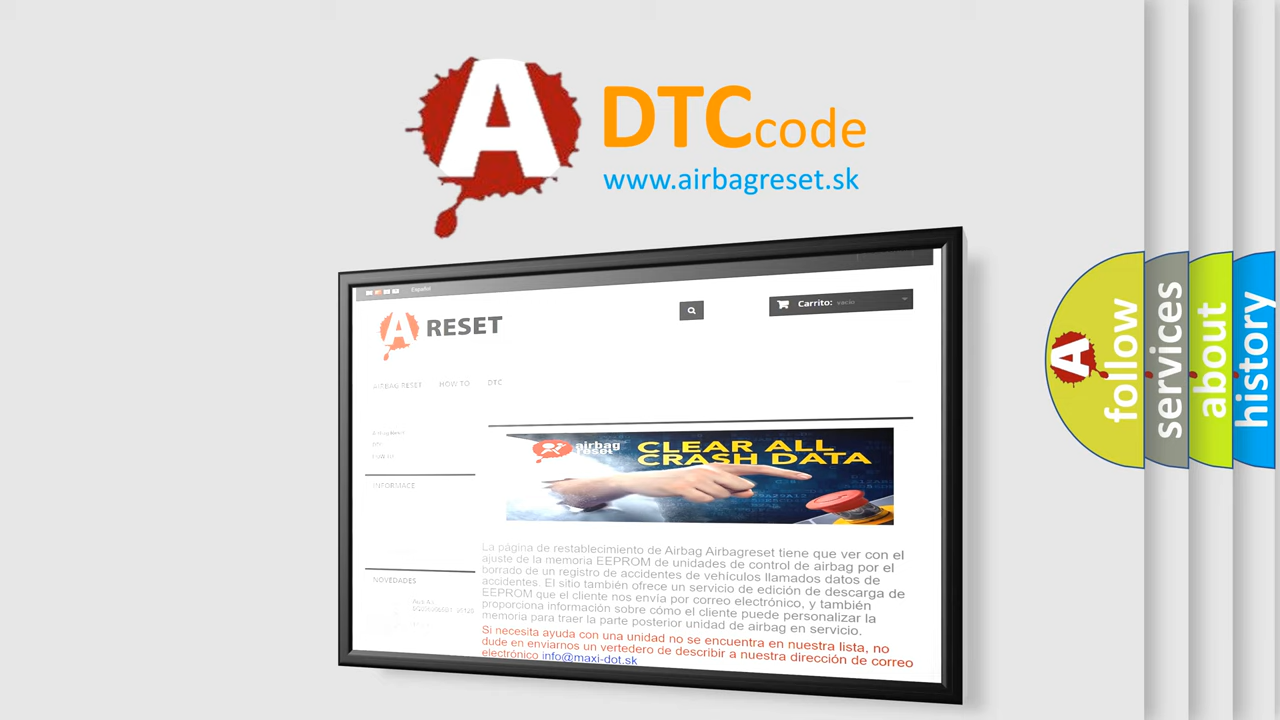 A DTC code
www.airbagreset.sk
Español
A RESET
Carrito: vacío
AIRBAG RESET HOW TO DTC
airbag reset
CLEAR ALL
CRASH DATA
INFORMACE
NOVEDADES
La página de restablecimiento de Airbag Airbagreset tiene que ver con el
ajuste de la memoria EEPROM de unidades de control de airbag por el
borrado de un registro de accidentes de vehículos llamados datos de
accidentes. El sitio también ofrece un servicio de edición de descarga de
EEPROM que el cliente nos envía por correo electrónico, y también
proporciona información sobre cómo el cliente puede personalizar la
memoria para traer la parte posterior unidad de airbag en servicio.
Si necesita ayuda con una unidad no se encuentra en nuestra lista, no
dude en enviarnos un vertedero de describir a nuestra dirección de correo
electrónico info@maxi-dot.sk
A
follow
services
about
history